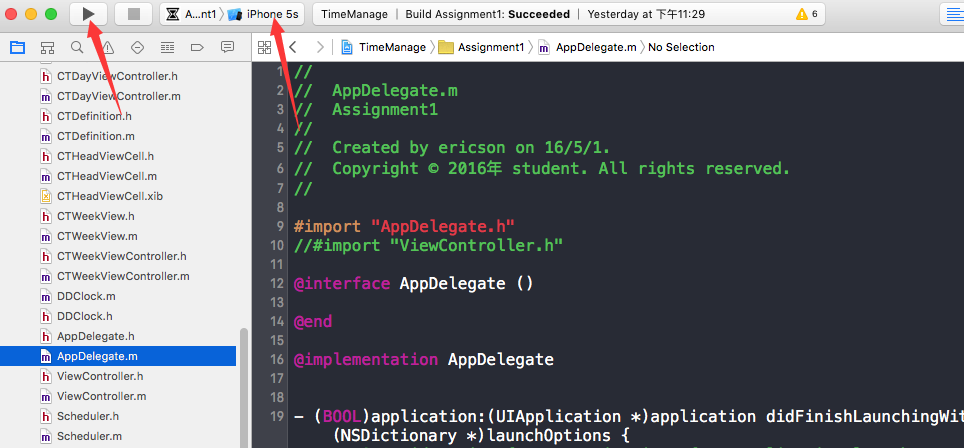 A...nt1 〉 iPhone 5s
TimeManage | Build Assignment1: Succeeded | Yesterday at 下午11:29
6
TimeManage 〉 Assignment1 〉 AppDelegate.m 〉 No Selection
CTDayViewController.h
CTDayViewController.m
CTDefinition.h
CTDefinition.m
CTHeadViewCell.h
CTHeadViewCell.m
CTHeadViewCell.xib
CTWeekView.h
CTWeekView.m
CTWeekViewController.h
CTWeekViewController.m
DDClock.m
DDClock.h
AppDelegate.h
AppDelegate.m
ViewController.h
ViewController.m
Scheduler.h
Scheduler.m
1 //
2 //  AppDelegate.m
3 //  Assignment1
4 //
5 //  Created by ericson on 16/5/1.
6 //  Copyright © 2016年 student. All rights reserved.
7 //
8
9 #import "AppDelegate.h"
10 //#import "ViewController.h"
11
12 @interface AppDelegate ()
13
14 @end
15
16 @implementation AppDelegate
17
18
19 - (BOOL)application:(UIApplication *)application didFinishLaunchingWit
(NSDictionary *)launchOptions {